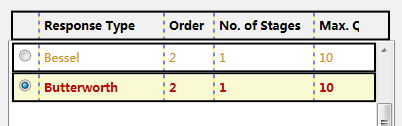 Response Type Order No. of Stages Max. Q
Bessel 2 1 10
Butterworth 2 1 10